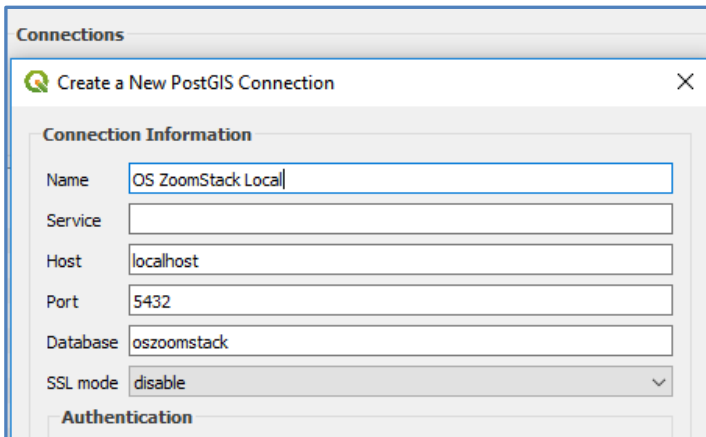 Connections
Create a New PostGIS Connection
Connection Information
Name OS ZoomStack Local
Service
Host localhost
Port 5432
Database oszoomstack
SSL mode disable
Authentication